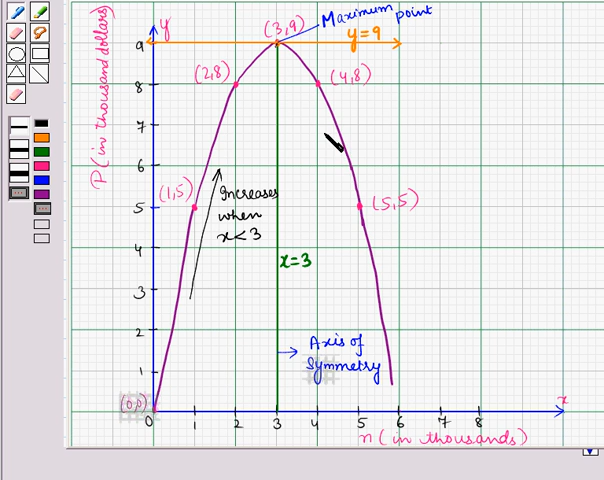 (3,9)
Maximum point
y
y=9
P (in thousand dollars)
9
(2,8)
(4,8)
8
7
6
(1,5)
Increases
when
x<3
(5,5)
5
4
x=3
3
2
Axis of
Symmetry
1
(0,0)
x
0 1 2 3 4 5 6 7 8
n (in thousands)